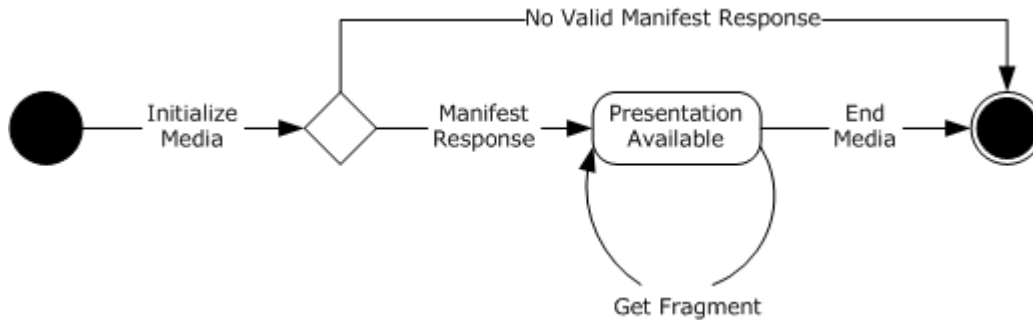 No Valid Manifest Response
Initialize
Media
Manifest
Response
Presentation
Available
End
Media
Get Fragment